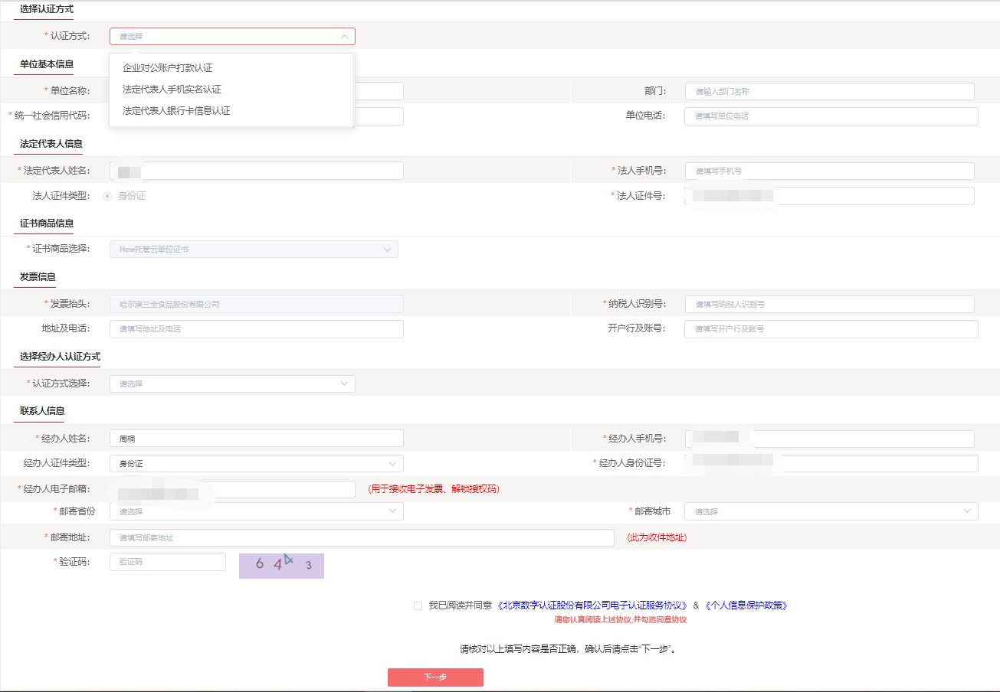 选择认证方式
* 认证方式: 请选择
企业对公账户打款认证
法定代表人手机实名认证
法定代表人银行卡信息认证
单位基本信息
* 单位名称: 部门: 请输入部门名称
* 统一社会信用代码: 单位电话: 请填写单位电话
法定代表人信息
* 法定代表人姓名: * 法人手机号: 请填写手机号
法人证件类型: 身份证 * 法人证件号:
证书商品信息
* 证书商品选择: New托管云单位证书
发票信息
* 发票抬头: 哈尔滨三全食品股份有限公司 * 纳税人识别号: 请填写纳税人识别号
地址及电话: 请填写地址及电话 开户行及账号: 请填写开户行及账号
选择经办人认证方式
* 认证方式选择: 请选择
联系人信息
* 经办人姓名: 周桐 * 经办人手机号:
经办人证件类型: 身份证 * 经办人身份证号:
* 经办人电子邮箱: (用于接收电子发票、解锁授权码)
* 邮寄省份 请选择 * 邮寄城市 请选择
* 邮寄地址: 请填写邮寄地址 (此为收件地址)
* 验证码: 验证码 6 4 4 3
我已阅读并同意 《北京数字认证股份有限公司电子认证服务协议》 & 《个人信息保护政策》
请您认真阅读上述协议,并勾选同意协议
请核对以上填写内容是否正确，确认后请点击“下一步”。
下一步